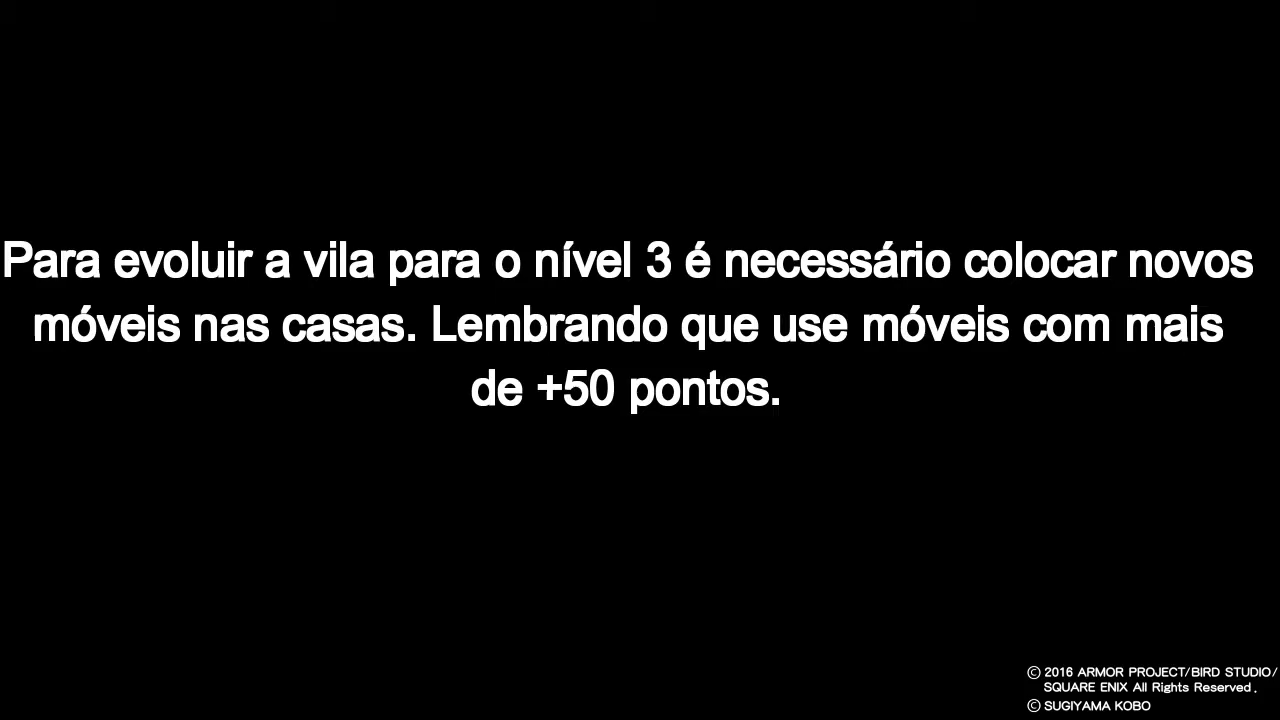 Para evoluir a vila para o nível 3 é necessário colocar novos
móveis nas casas. Lembrando que use móveis com mais
de +50 pontos.
© 2016 ARMOR PROJECT/BIRD STUDIO/
SQUARE ENIX All Rights Reserved.
© SUGIYAMA KOBO